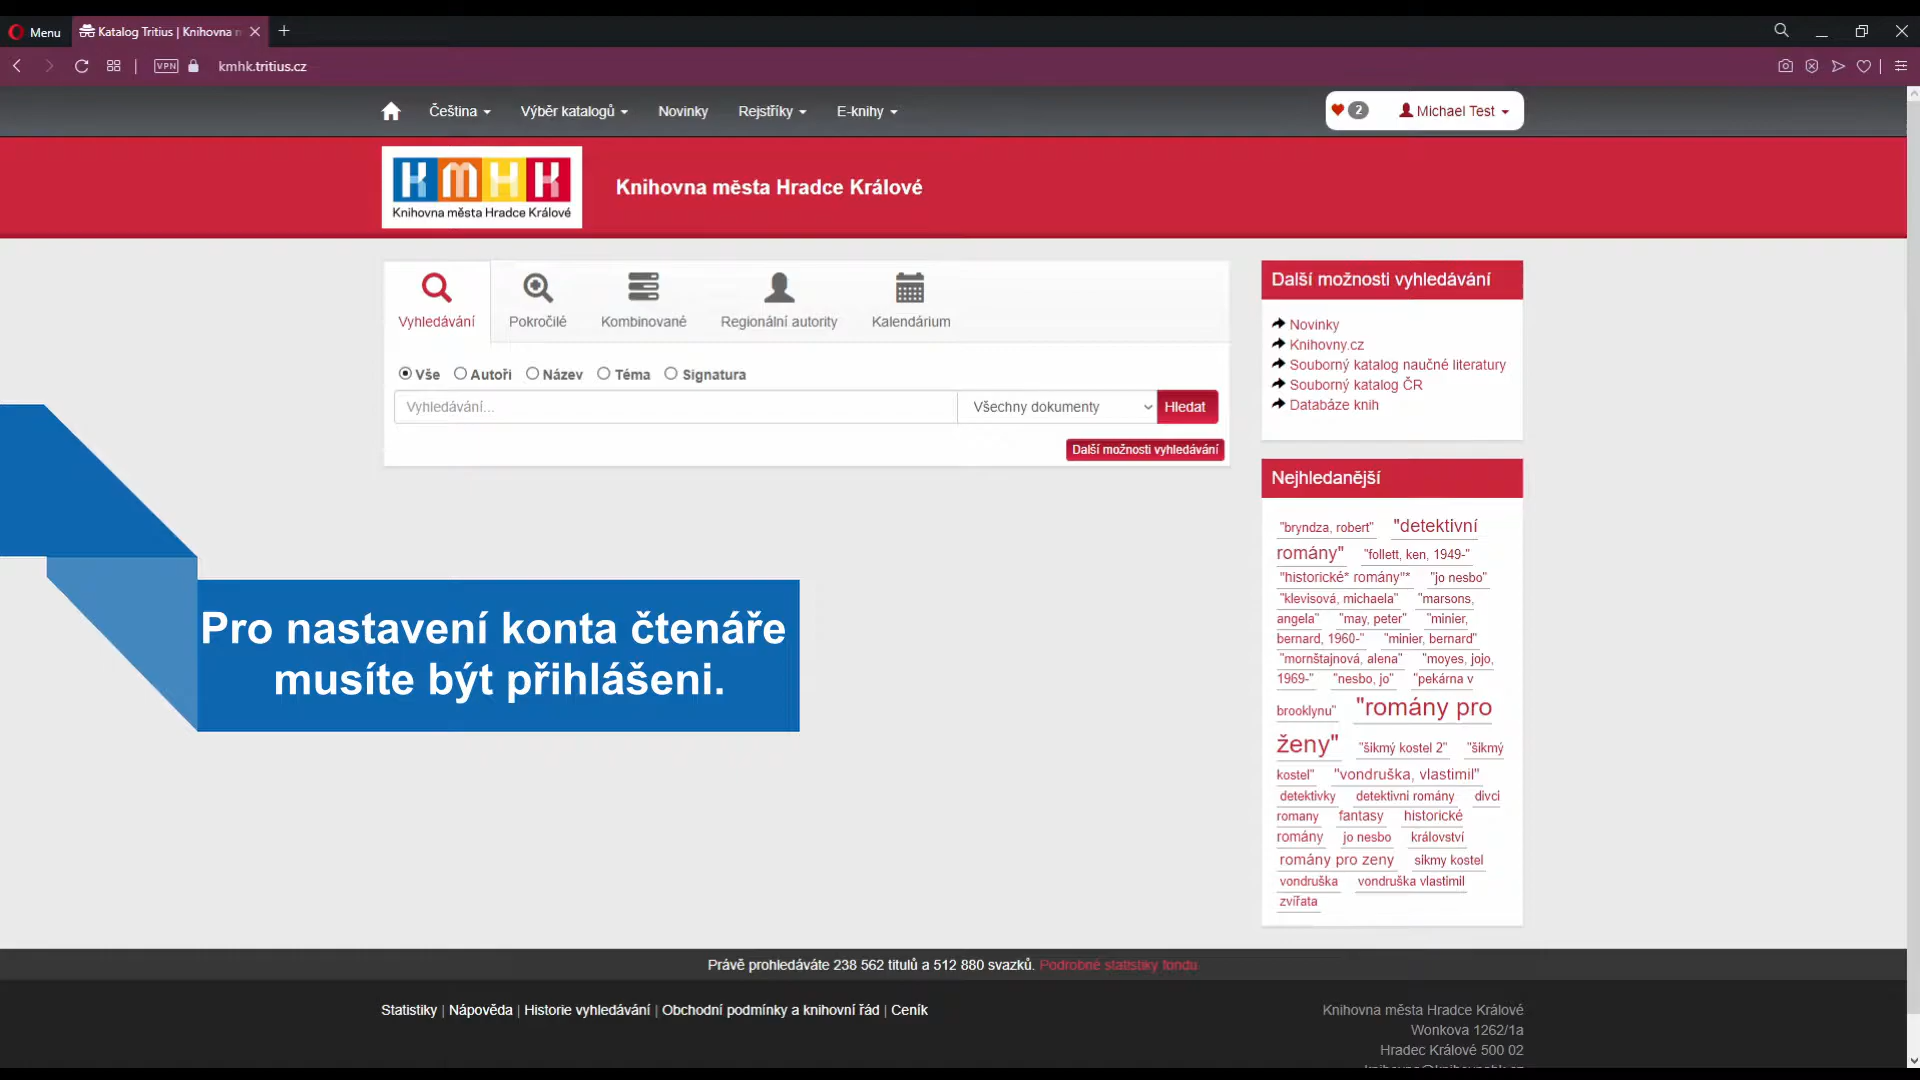 Menu
Katalog Tritius | Knihovna
VPN
kmhk.tritius.cz
Čeština
Výběr katalogů
Novinky
Rejstříky
E-knihy
2
Michael Test
KMHK
Knihovna města Hradce Králové
Knihovna města Hradce Králové
Vyhledávání
Pokročilé
Kombinované
Regionální autority
Kalendárium
Vše
Autoři
Název
Téma
Signatura
Vyhledávání...
Všechny dokumenty
Hledat
Další možnosti vyhledávání
Pro nastavení konta čtenáře
musíte být přihlášeni.
Další možnosti vyhledávání
Novinky
Knihovny.cz
Souborný katalog naučné literatury
Souborný katalog ČR
Databáze knih
Nejhledanější
"bryndza, robert" "detektivní
romány" "follett, ken, 1949-"
"historické* romány"* "jo nesbo"
"klevisová, michaela" "marsons,
angela" "may, peter" "minier,
bernard, 1960-" "minier, bernard"
"mornštajnová, alena" "moyes, jojo,
1969-" "nesbo, jo" "pekárna v
brooklynu" "romány pro
ženy" "šikmý kostel 2" "šikmý
kostel" "vondruška, vlastimil"
detektivky detektivni romány divci
romany fantasy historické
romány jo nesbo království
romány pro zeny sikmy kostel
vondruška vondruška vlastimil
zvířata
Právě prohledáváte 238 562 titulů a 512 880 svazků. Podrobné statistiky fondu
Statistiky | Nápověda | Historie vyhledávání | Obchodní podmínky a knihovní řád | Ceník
Knihovna města Hradce Králové
Wonkova 1262/1a
Hradec Králové 500 02